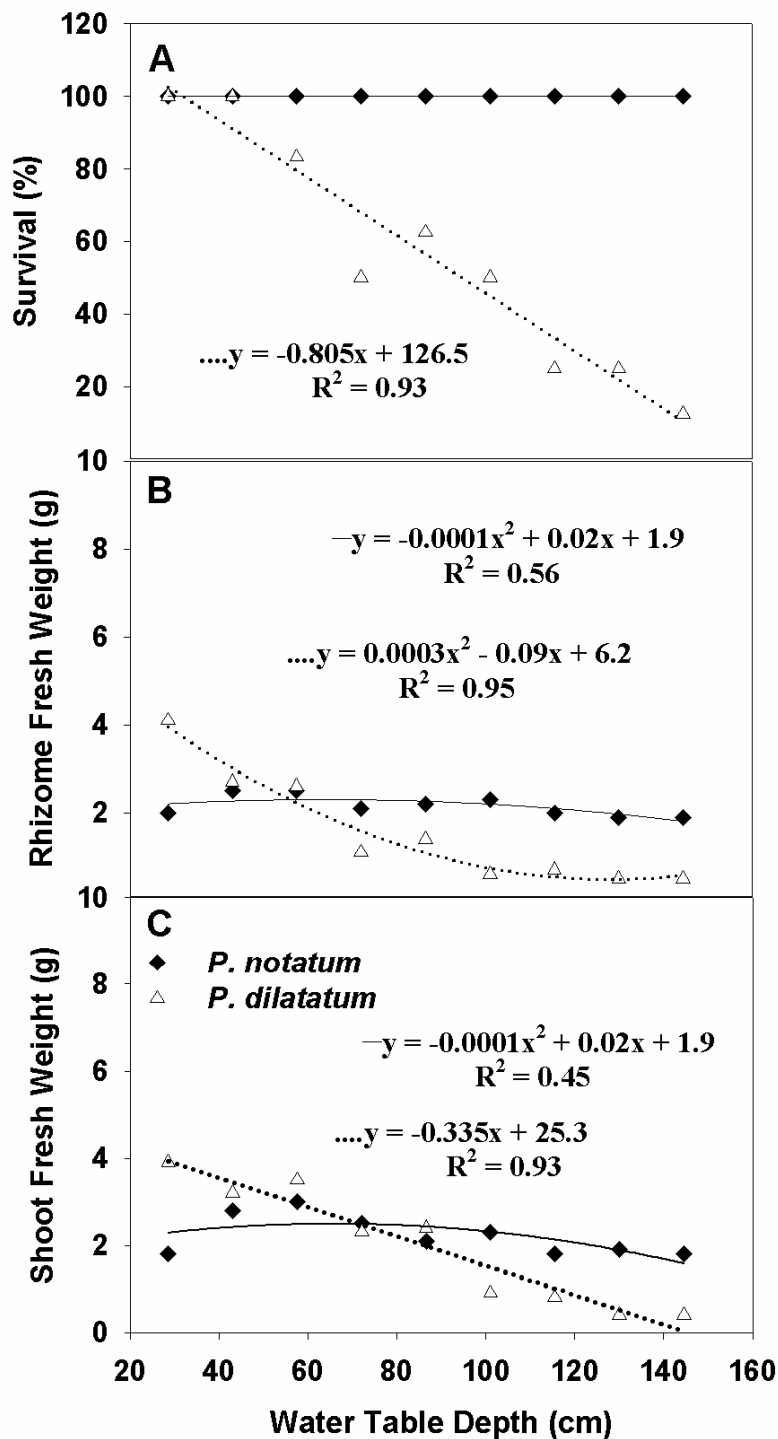 120
A
100
80
60
40
20
Survival (%)
....y = -0.805x + 126.5
R² = 0.93
10
B
8
6
4
2
Rhizome Fresh Weight (g)
—y = -0.0001x² + 0.02x + 1.9
R² = 0.56
....y = 0.0003x² - 0.09x + 6.2
R² = 0.95
10
C
8
6
4
2
0
Shoot Fresh Weight (g)
P. notatum
P. dilatatum
—y = -0.0001x² + 0.02x + 1.9
R² = 0.45
....y = -0.335x + 25.3
R² = 0.93
20 40 60 80 100 120 140 160
Water Table Depth (cm)